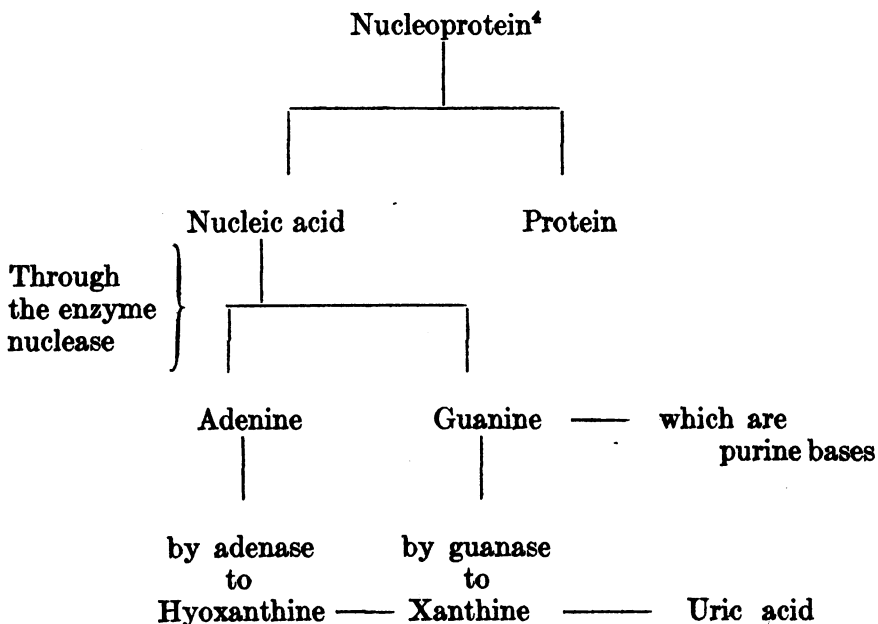 Nucleoprotein⁴
Nucleic acid
Protein
Through
the enzyme
nuclease
Adenine
Guanine
which are
purine bases
by adenase
to
Hyoxanthine
by guanase
to
Xanthine
Uric acid